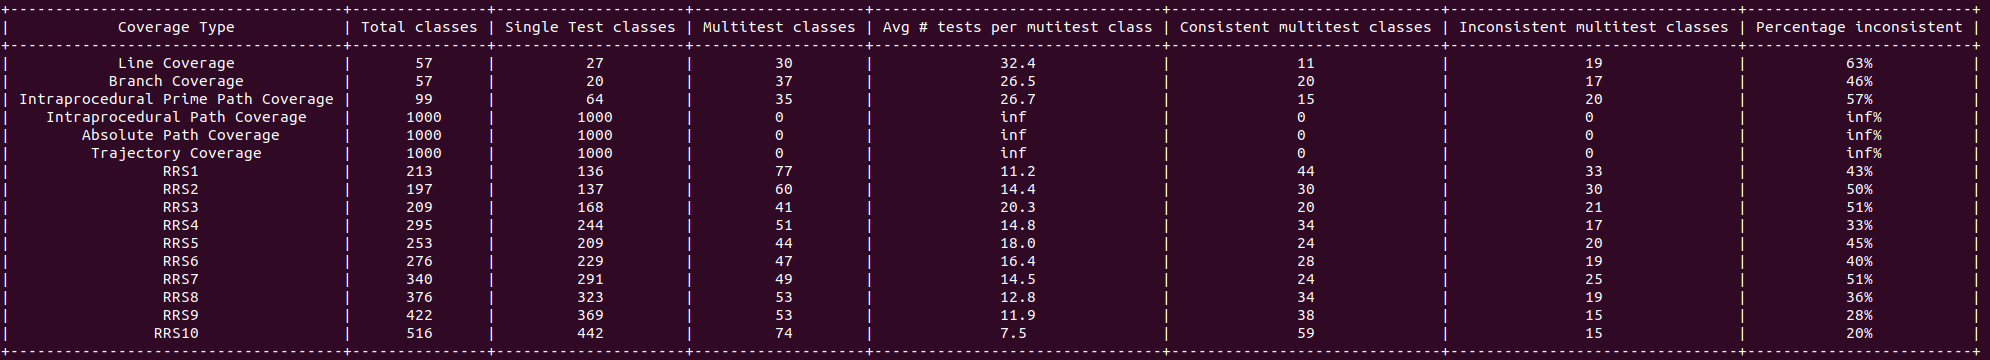 +-------------------------------------+---------------+---------------------+-------------------+--------------------------------+------------------------------+--------------------------------+-------------------------+
| Coverage Type | Total classes | Single Test classes | Multitest classes | Avg # tests per mutitest class | Consistent multitest classes | Inconsistent multitest classes | Percentage inconsistent |
+-------------------------------------+---------------+---------------------+-------------------+--------------------------------+------------------------------+--------------------------------+-------------------------+
| Line Coverage | 57 | 27 | 30 | 32.4 | 11 | 19 | 63% |
| Branch Coverage | 57 | 20 | 37 | 26.5 | 20 | 17 | 46% |
| Intraprocedural Prime Path Coverage | 99 | 64 | 35 | 26.7 | 15 | 20 | 57% |
| Intraprocedural Path Coverage | 1000 | 1000 | 0 | inf | 0 | 0 | inf% |
| Absolute Path Coverage | 1000 | 1000 | 0 | inf | 0 | 0 | inf% |
| Trajectory Coverage | 1000 | 1000 | 0 | inf | 0 | 0 | inf% |
| RRS1 | 213 | 136 | 77 | 11.2 | 44 | 33 | 43% |
| RRS2 | 197 | 137 | 60 | 14.4 | 30 | 30 | 50% |
| RRS3 | 209 | 168 | 41 | 20.3 | 20 | 21 | 51% |
| RRS4 | 295 | 244 | 51 | 14.8 | 34 | 17 | 33% |
| RRS5 | 253 | 209 | 44 | 18.0 | 24 | 20 | 45% |
| RRS6 | 276 | 229 | 47 | 16.4 | 28 | 19 | 40% |
| RRS7 | 340 | 291 | 49 | 14.5 | 24 | 25 | 51% |
| RRS8 | 376 | 323 | 53 | 12.8 | 34 | 19 | 36% |
| RRS9 | 422 | 369 | 53 | 11.9 | 38 | 15 | 28% |
| RRS10 | 516 | 442 | 74 | 7.5 | 59 | 15 | 20% |
+-------------------------------------+---------------+---------------------+-------------------+--------------------------------+------------------------------+--------------------------------+-------------------------+